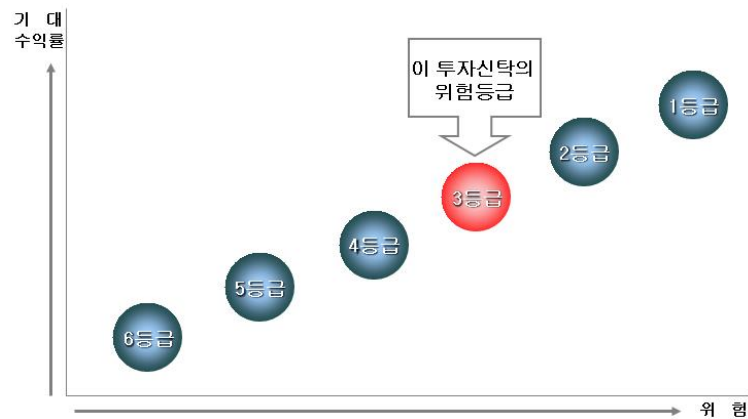 기 대
수익률
이 투자신탁의
위험등급
1등급
2등급
3등급
4등급
5등급
6등급
위 험